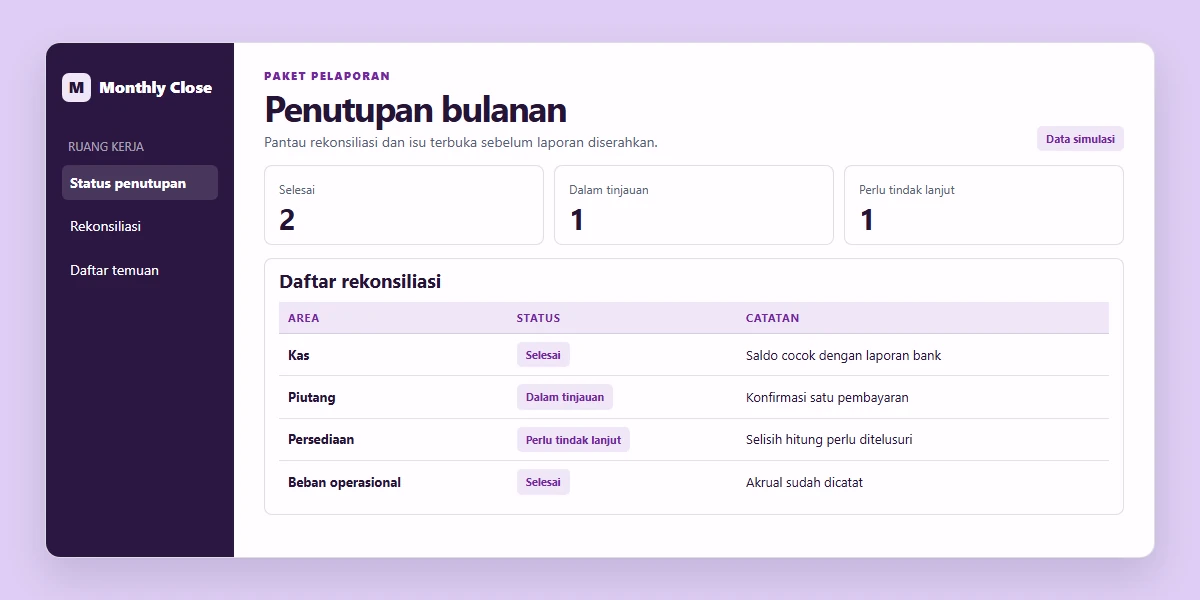 M Monthly Close
RUANG KERJA
Status penutupan
Rekonsiliasi
Daftar temuan
PAKET PELAPORAN
Penutupan bulanan
Pantau rekonsiliasi dan isu terbuka sebelum laporan diserahkan.
Data simulasi
Selesai
2
Dalam tinjauan
1
Perlu tindak lanjut
1
Daftar rekonsiliasi
AREA STATUS CATATAN
Kas Selesai Saldo cocok dengan laporan bank
Piutang Dalam tinjauan Konfirmasi satu pembayaran
Persediaan Perlu tindak lanjut Selisih hitung perlu ditelusuri
Beban operasional Selesai Akrual sudah dicatat